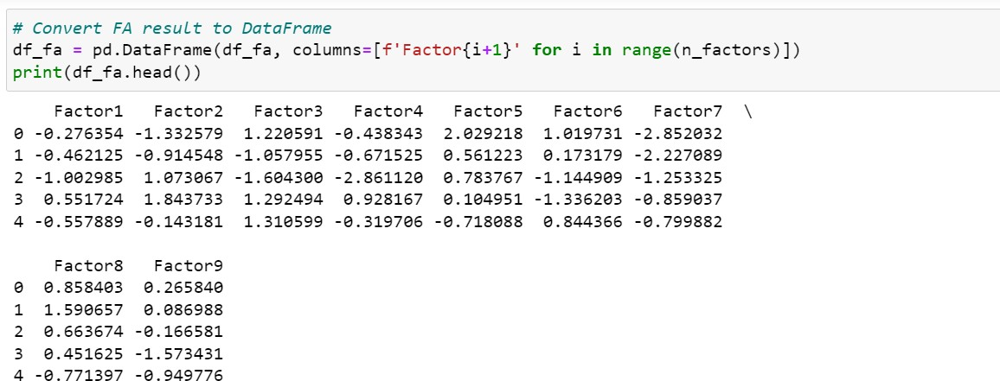 # Convert FA result to DataFrame
df_fa = pd.DataFrame(df_fa, columns=[f'Factor{i+1}' for i in range(n_factors)])
print(df_fa.head())
    Factor1   Factor2   Factor3   Factor4   Factor5   Factor6   Factor7  \
0 -0.276354 -1.332579  1.220591 -0.438343  2.029218  1.019731 -2.852032
1 -0.462125 -0.914548 -1.057955 -0.671525  0.561223  0.173179 -2.227089
2 -1.002985  1.073067 -1.604300 -2.861120  0.783767 -1.144909 -1.253325
3  0.551724  1.843733  1.292494  0.928167  0.104951 -1.336203 -0.859037
4 -0.557889 -0.143181  1.310599 -0.319706 -0.718088  0.844366 -0.799882
    Factor8   Factor9
0  0.858403  0.265840
1  1.590657  0.086988
2  0.663674 -0.166581
3  0.451625 -1.573431
4 -0.771397 -0.949776